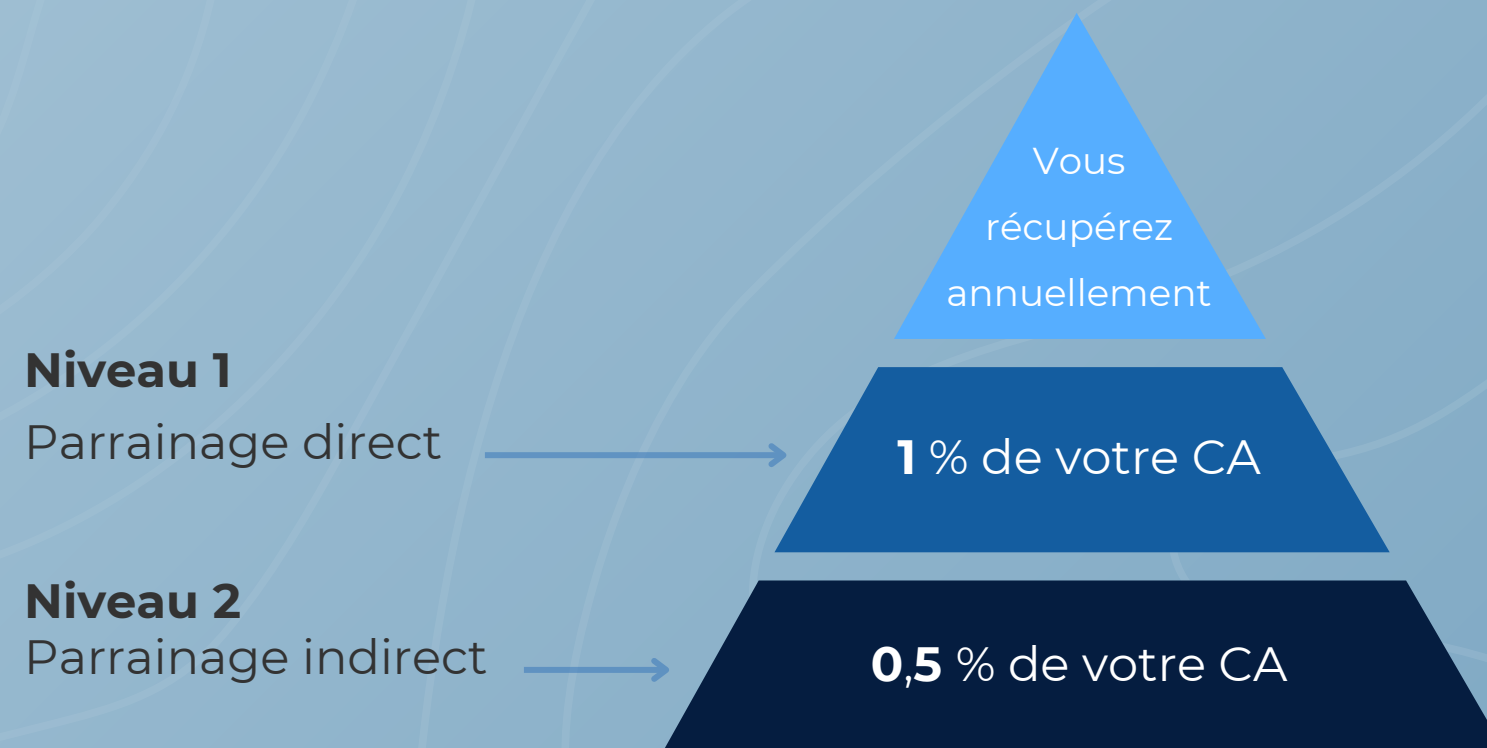 Vous
récupérez
annuellement
Niveau 1
Parrainage direct
1 % de votre CA
Niveau 2
Parrainage indirect
0,5 % de votre CA